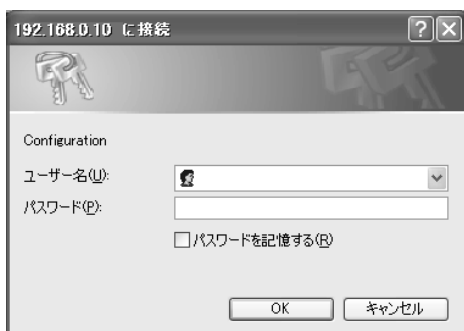 192.168.0.10 に接続
Configuration
ユーザー名(U):
パスワード(P):
パスワードを記憶する(R)
OK キャンセル